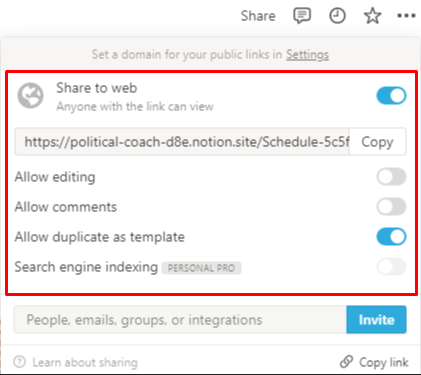 Share
Set a domain for your public links in Settings
Share to web
Anyone with the link can view
https://political-coach-d8e.notion.site/Schedule-5c5f
Copy
Allow editing
Allow comments
Allow duplicate as template
Search engine indexing PERSONAL PRO
People, emails, groups, or integrations
Invite
Learn about sharing
Copy link